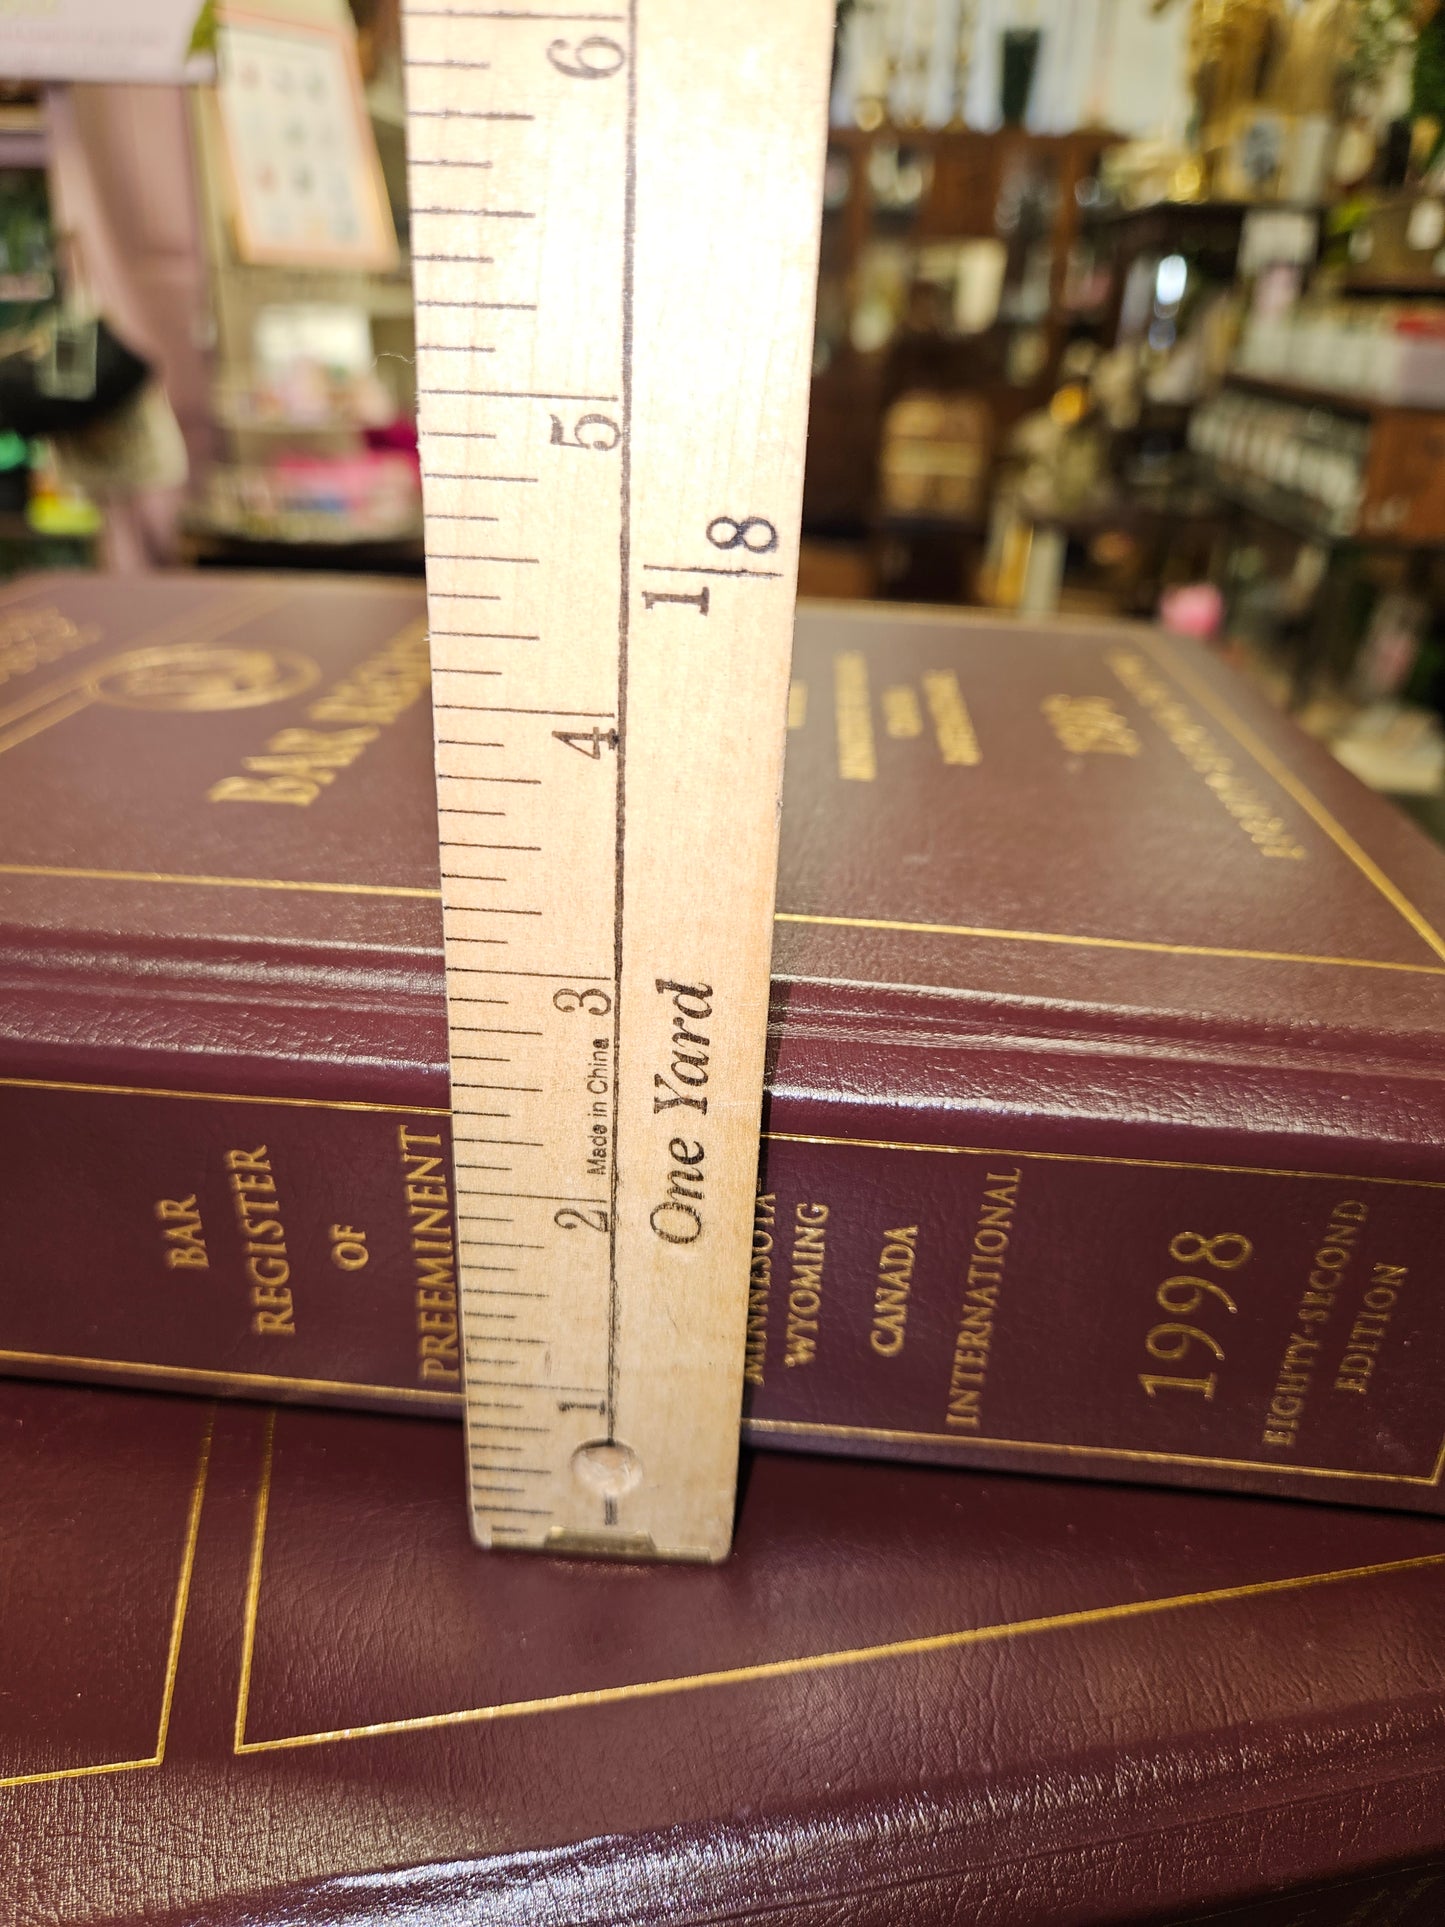 6
5
1|8
4
3
Made in China
One Yard
2
1
BAR
1998
BAR
REGISTER
OF
PREEMINENT
MINNESOTA
WYOMING
CANADA
INTERNATIONAL
1998
EIGHTY-SECOND
EDITION